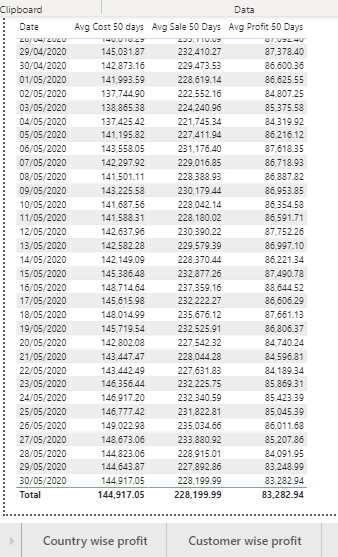 Clipboard Data
Date Avg Cost 50 days Avg Sale 50 Days Avg Profit 50 Days
29/04/2020 145,031.87 232,410.27 87,378.40
30/04/2020 142,873.16 229,473.53 86,600.36
01/05/2020 141,993.59 228,619.14 86,625.55
02/05/2020 137,744.90 222,552.16 84,807.25
03/05/2020 138,865.38 224,240.96 85,375.58
04/05/2020 137,425.42 221,745.34 84,319.92
05/05/2020 141,195.82 227,411.94 86,216.12
06/05/2020 143,558.05 231,176.40 87,618.35
07/05/2020 142,297.92 229,016.85 86,718.93
08/05/2020 141,501.11 228,388.93 86,887.82
09/05/2020 143,225.58 230,179.44 86,953.85
10/05/2020 141,687.56 228,042.14 86,354.58
11/05/2020 141,588.31 228,180.02 86,591.71
12/05/2020 142,637.96 230,390.22 87,752.26
13/05/2020 142,582.28 229,579.39 86,997.10
14/05/2020 142,149.09 228,370.44 86,221.34
15/05/2020 145,386.48 232,877.26 87,490.78
16/05/2020 148,714.64 237,359.16 88,644.52
17/05/2020 145,615.98 232,222.27 86,606.29
18/05/2020 148,014.99 235,676.12 87,661.13
19/05/2020 145,719.54 232,525.91 86,806.37
20/05/2020 142,802.08 227,542.32 84,740.24
21/05/2020 143,447.47 228,044.28 84,596.81
22/05/2020 143,442.49 227,631.83 84,189.34
23/05/2020 146,356.44 232,225.75 85,869.31
24/05/2020 146,917.20 232,340.59 85,423.39
25/05/2020 146,777.42 231,822.81 85,045.39
26/05/2020 149,022.98 235,034.66 86,011.68
27/05/2020 148,673.06 233,880.92 85,207.86
28/05/2020 144,823.06 228,915.01 84,091.95
29/05/2020 144,643.87 227,892.86 83,248.99
30/05/2020 144,917.05 228,199.99 83,282.94
Total 144,917.05 228,199.99 83,282.94
Country wise profit Customer wise profit